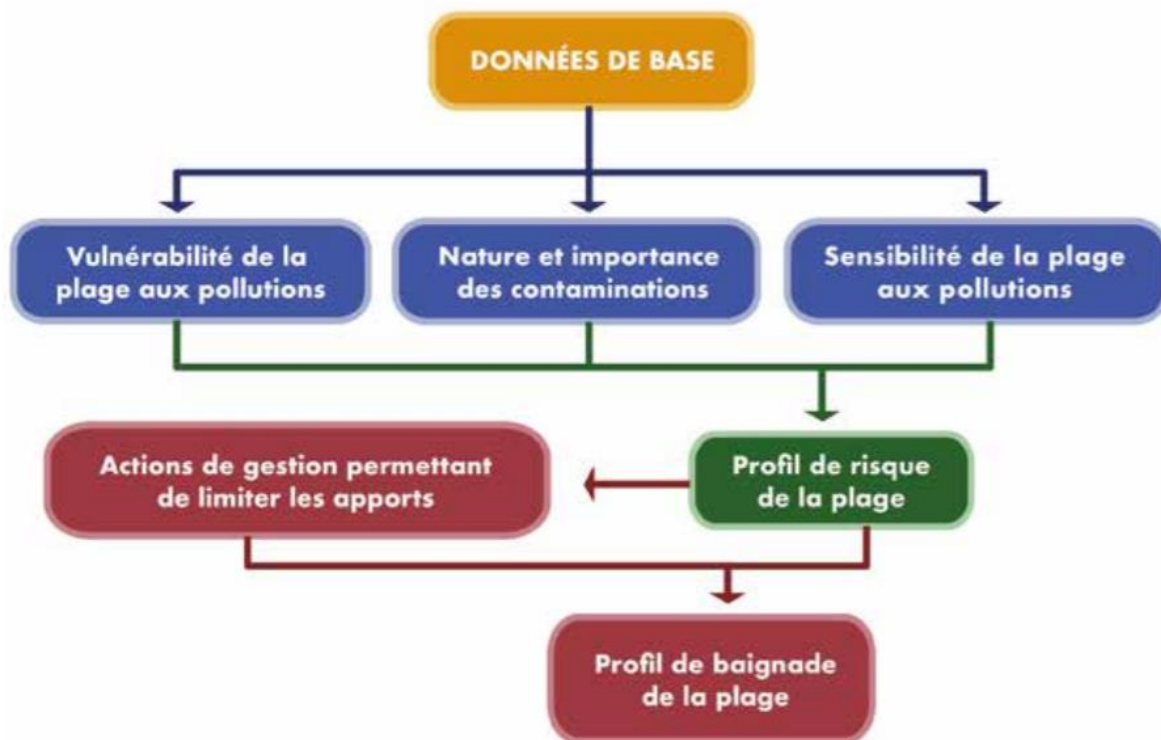 DONNÉES DE BASE
Vulnérabilité de la
plage aux pollutions
Nature et importance
des contaminations
Sensibilité de la plage
aux pollutions
Actions de gestion permettant
de limiter les apports
Profil de risque
de la plage
Profil de baignade
de la plage